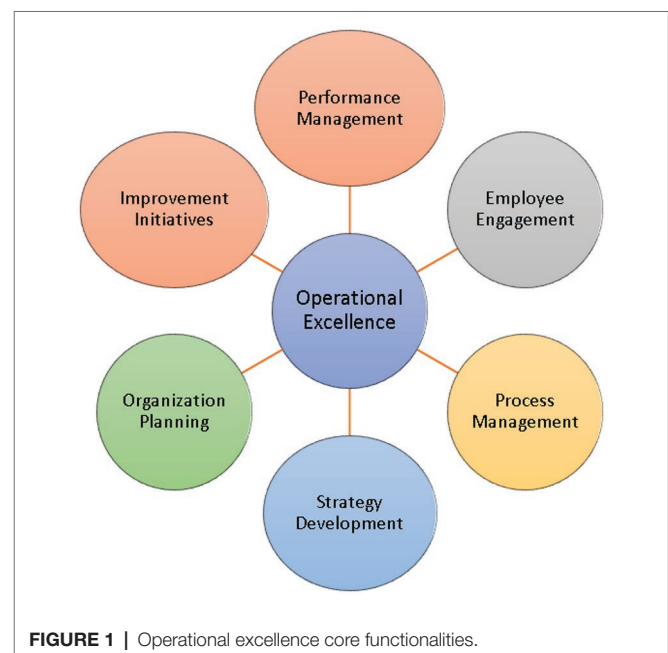 Performance
Management
Improvement
Initiatives
Employee
Engagement
Operational
Excellence
Organization
Planning
Process
Management
Strategy
Development
FIGURE 1 | Operational excellence core functionalities.